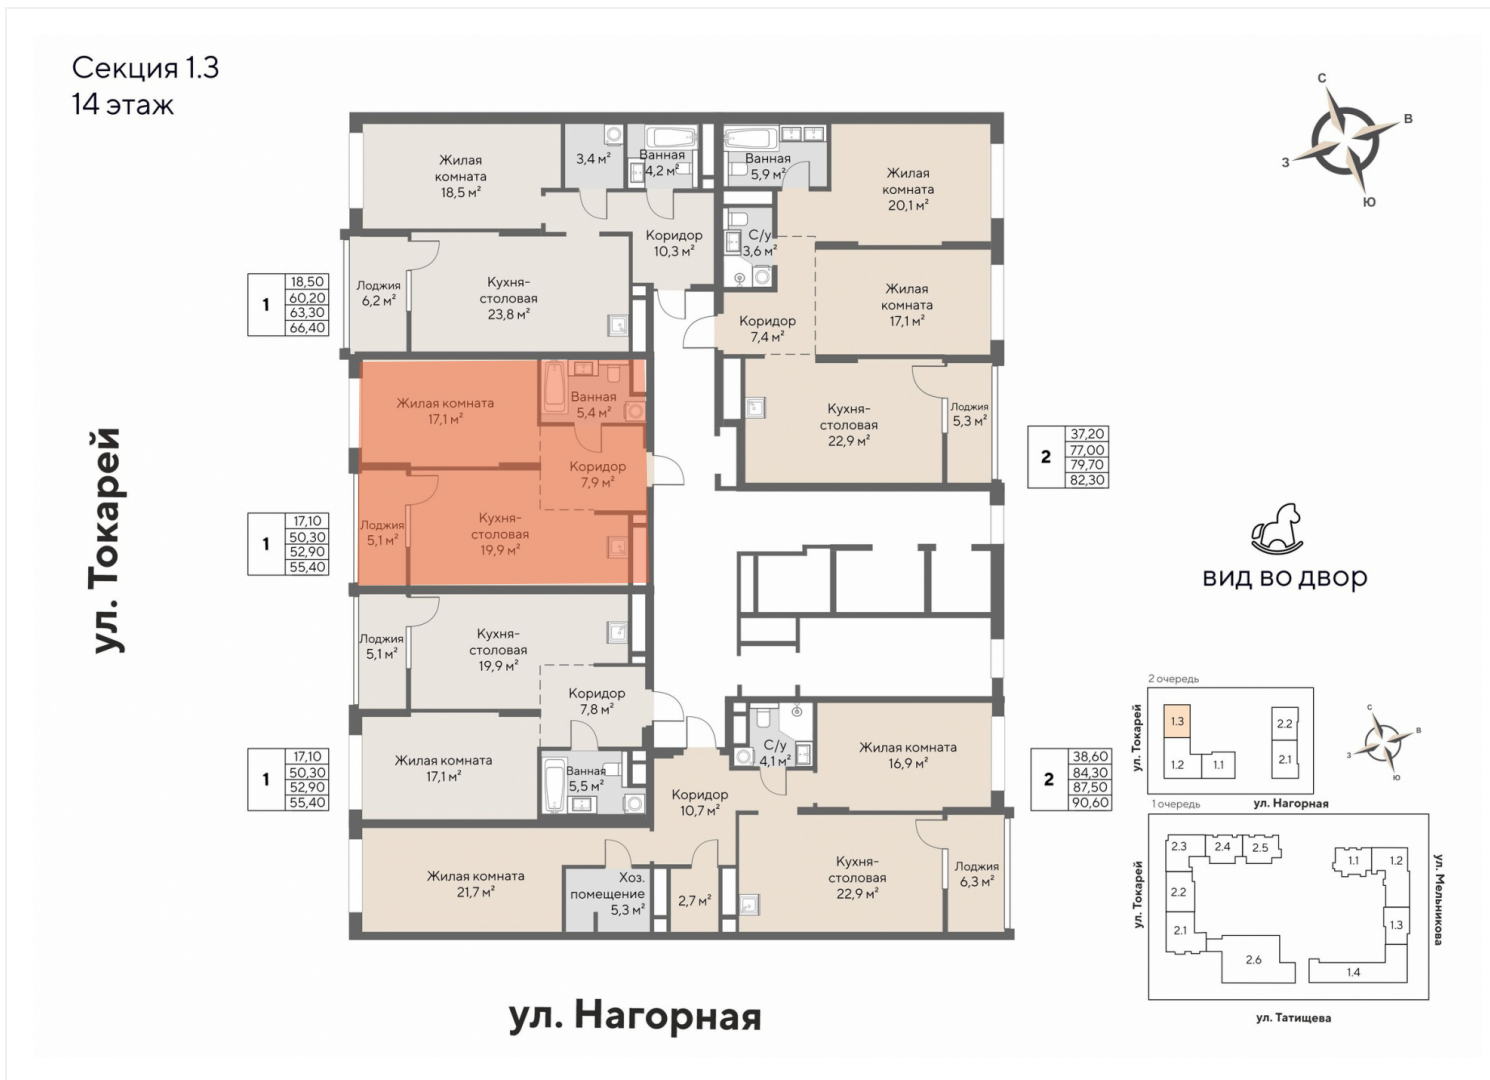 Секция 1.3
14 этаж
С
В
З
Ю
Жилая
комната
18,5 м²
3,4 м²
Ванная
4,2 м²
Коридор
10,3 м²
Лоджия
6,2 м²
Кухня-
столовая
23,8 м²
1
18,50
60,20
63,30
66,40
Ванная
5,9 м²
Жилая
комната
20,1 м²
С/у
3,6 м²
Жилая
комната
17,1 м²
Коридор
7,4 м²
Кухня-
столовая
22,9 м²
Лоджия
5,3 м²
2
37,20
77,00
79,70
82,30
Жилая комната
17,1 м²
Ванная
5,4 м²
Коридор
7,9 м²
Лоджия
5,1 м²
Кухня-
столовая
19,9 м²
1
17,10
50,30
52,90
55,40
ул. Токарей
вид во двор
Лоджия
5,1 м²
Кухня-
столовая
19,9 м²
Коридор
7,8 м²
Жилая комната
17,1 м²
Ванная
5,5 м²
1
17,10
50,30
52,90
55,40
С/у
4,1 м²
Жилая комната
16,9 м²
Коридор
10,7 м²
Жилая комната
21,7 м²
Хоз.
помещение
5,3 м²
2,7 м²
Кухня-
столовая
22,9 м²
Лоджия
6,3 м²
2
38,60
84,30
87,50
90,60
ул. Нагорная
2 очередь
ул. Токарей
1.3
1.2
1.1
2.2
2.1
ул. Нагорная
С
В
З
Ю
1 очередь
ул. Токарей
2.3
2.4
2.5
2.2
2.1
2.6
1.1
1.2
1.3
1.4
ул. Мельникова
ул. Татищева